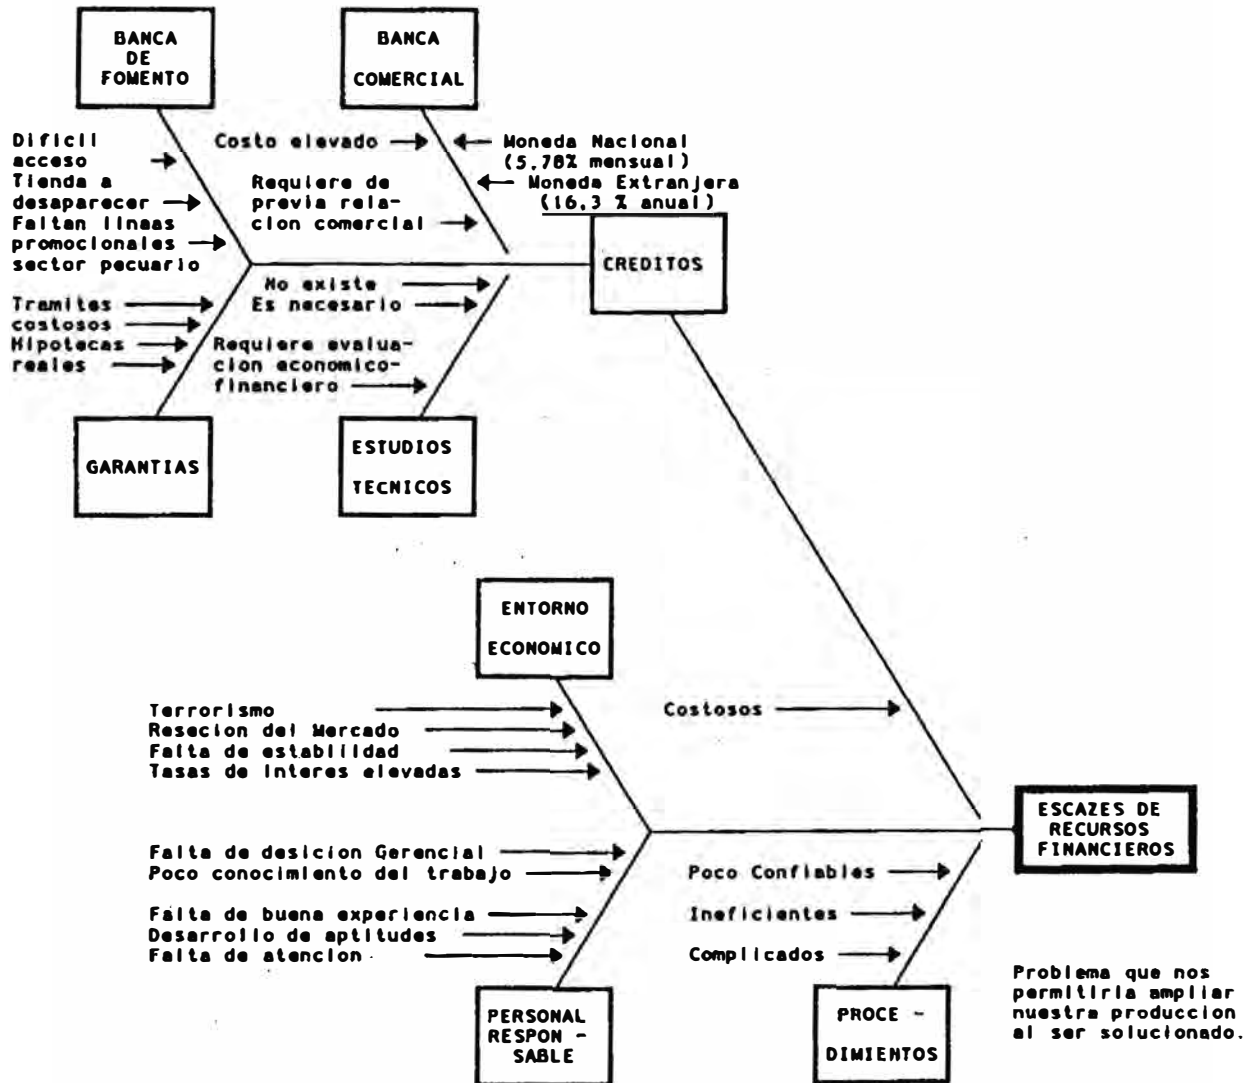 BANCA
DE
FOMENTO
BANCA
COMERCIAL
Dificil
acceso
Tienda a
desaparecer
Faltan lineas
promocionales
sector pecuario
Costo elevado
Requiere de
previa rela-
cion comercial
Moneda Nacional
(5,78% mensual)
Moneda Extranjera
(16,3 % anual)
CREDITOS
No existe
Es necesario
Tramites
costosos
Hipotecas
reales
Requiere evalua-
cion economico-
financiero
GARANTIAS
ESTUDIOS
TECNICOS
ENTORNO
ECONOMICO
Terrorismo
Resecion del Mercado
Falta de estabilidad
Tasas de interes elevadas
Costosos
ESCAZES DE
RECURSOS
FINANCIEROS
Falta de desicion Gerencial
Poco conocimiento del trabajo
Falta de buena experiencia
Desarrollo de aptitudes
Falta de atencion
Poco Confiables
Ineficientes
Complicados
PERSONAL
RESPON -
SABLE
PROCE -
DIMIENTOS
Problema que nos
permitiria ampliar
nuestra produccion
al ser solucionado.